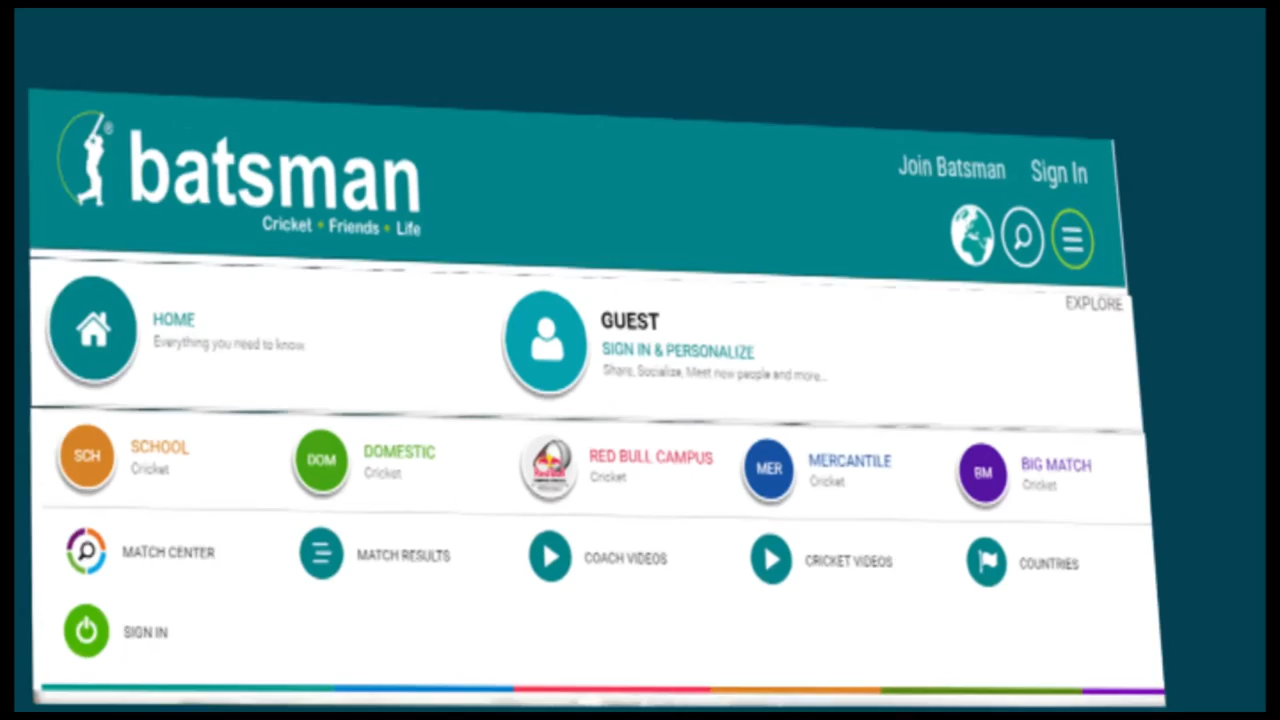 ®
batsman
Cricket • Friends • Life
Join Batsman Sign In
EXPLORE
HOME
Everything you need to know
GUEST
SIGN IN & PERSONALIZE
Share, Socialize, Meet new people and more...
SCH SCHOOL
Cricket
DOM DOMESTIC
Cricket
Red Bull
RED BULL CAMPUS
Cricket
MER MERCANTILE
Cricket
BM BIG MATCH
Cricket
MATCH CENTER
MATCH RESULTS
COACH VIDEOS
CRICKET VIDEOS
COUNTRIES
SIGN IN